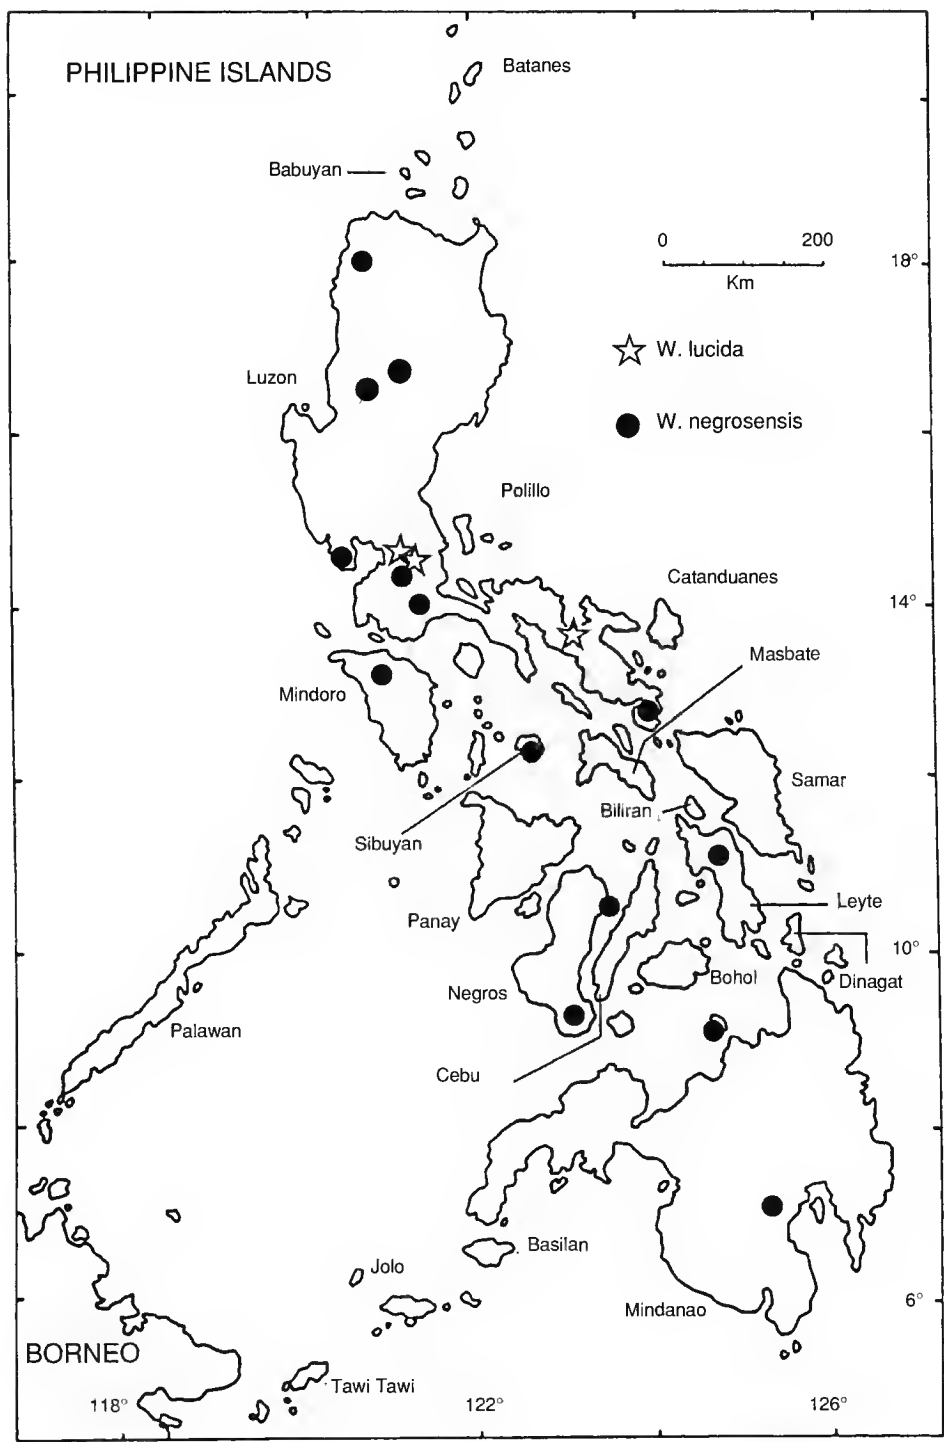 PHILIPPINE ISLANDS
Batanes
Babuyan
0 200
Km
18°
W. lucida
Luzon
W. negrosensis
Polillo
Catanduanes
14°
Masbate
Mindoro
Samar
Biliran
Sibuyan
Leyte
Panay
10°
Bohol
Dinagat
Negros
Palawan
Cebu
Basilan
Jolo
Mindanao
6°
BORNEO
Tawi Tawi
118° 122° 126°